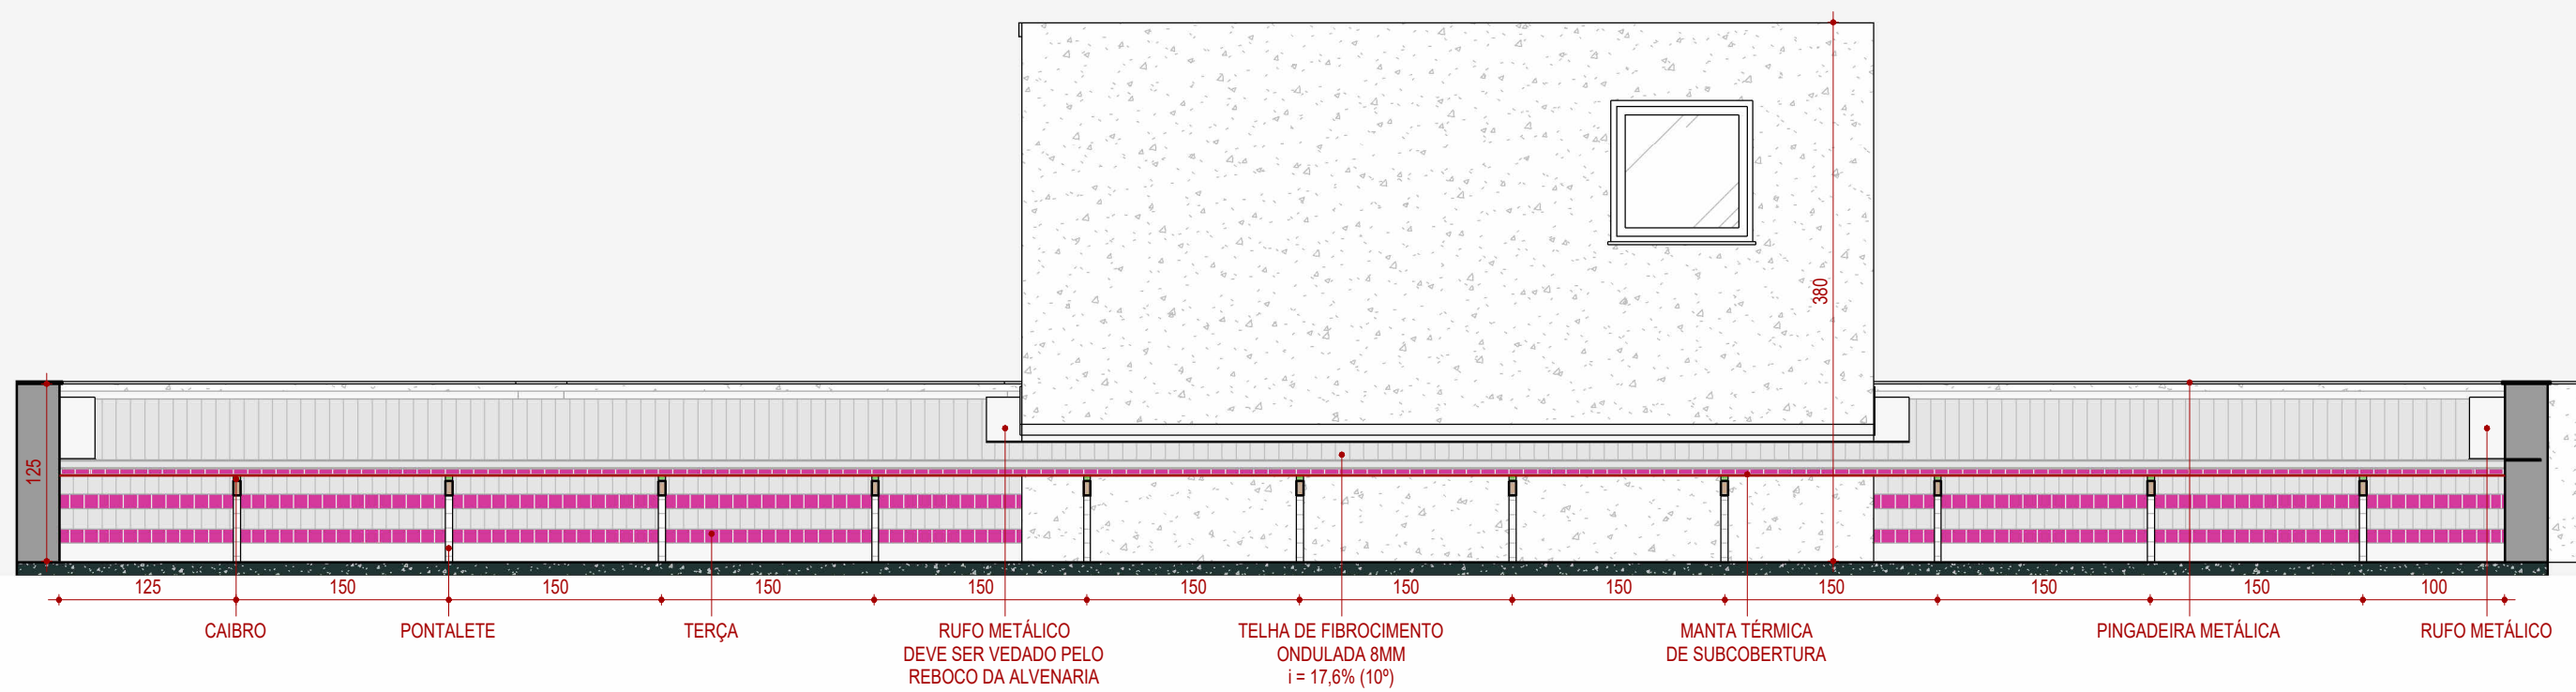 380
125
125
150
150
150
150
150
150
150
150
150
150
100
CAIBRO
PONTALETE
TERÇA
RUFO METÁLICO
DEVE SER VEDADO PELO
REBOCO DA ALVENARIA
TELHA DE FIBROCIMENTO
ONDULADA 8MM
i = 17,6% (10º)
MANTA TÉRMICA
DE SUBCOBERTURA
PINGADEIRA METÁLICA
RUFO METÁLICO